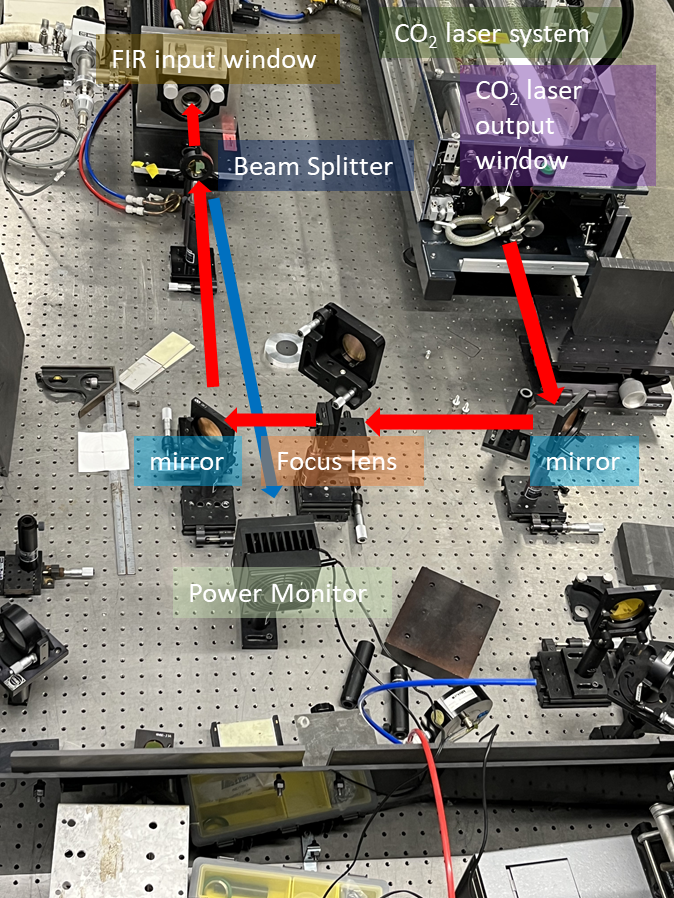 CO₂ laser system
FIR input window
CO₂ laser
output
window
Beam Splitter
mirror
Focus lens
mirror
Power Monitor